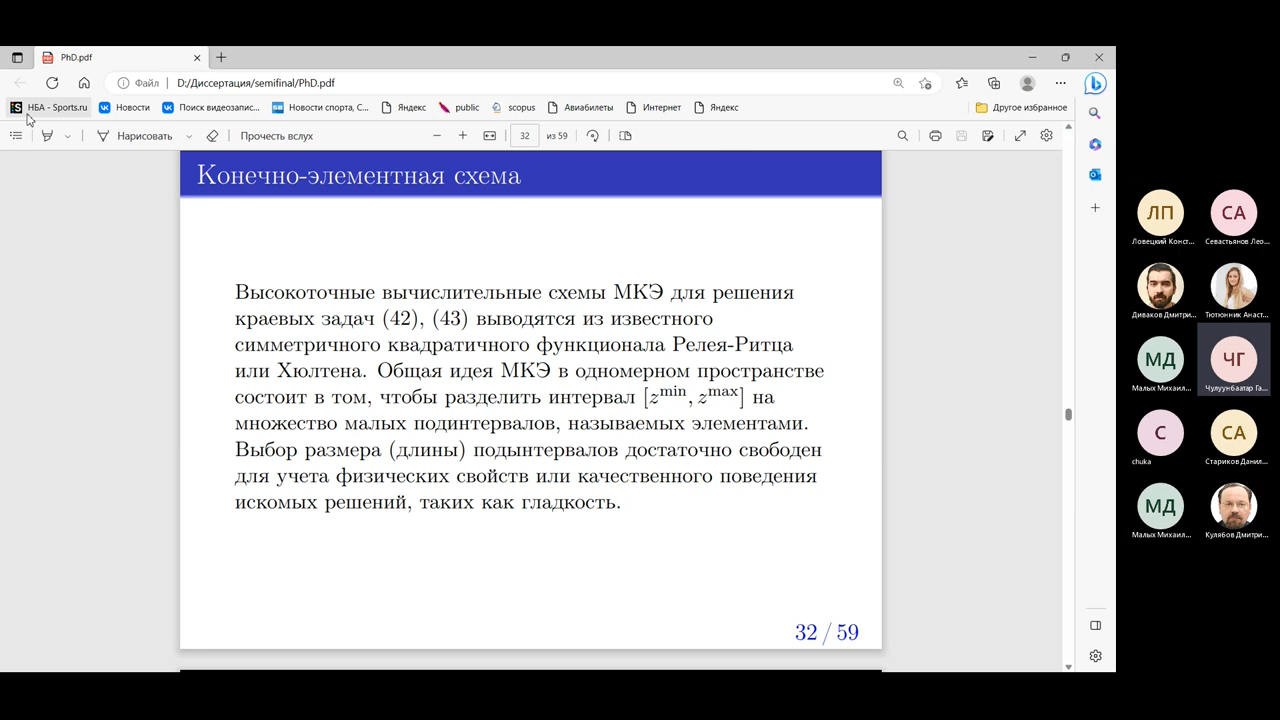 PhD.pdf
Файл
D:/Диссертация/semifinal/PhD.pdf
НБА - Sports.ru
Новости
Поиск видеозапис...
Новости спорта, С...
Яндекс
public
scopus
Авиабилеты
Интернет
Яндекс
Другое избранное
Нарисовать
Прочесть вслух
32
из 59
Конечно-элементная схема
Высокоточные вычислительные схемы МКЭ для решения
краевых задач (42), (43) выводятся из известного
симметричного квадратичного функционала Релея-Ритца
или Хюлтена. Общая идея МКЭ в одномерном пространстве
состоит в том, чтобы разделить интервал [z^min, z^max] на
множество малых подинтервалов, называемых элементами.
Выбор размера (длины) подынтервалов достаточно свободен
для учета физических свойств или качественного поведения
искомых решений, таких как гладкость.
32 / 59
ЛП
СА
Ловецкий Конст...
Севастьянов Лео...
Диваков Дмитри...
Тютюнник Анаст...
МД
ЧГ
Малых Михаил...
Чулуунбаатар Га...
С
СА
chuka
Стариков Данил...
МД
Малых Михаил...
Кулябов Дмитри...